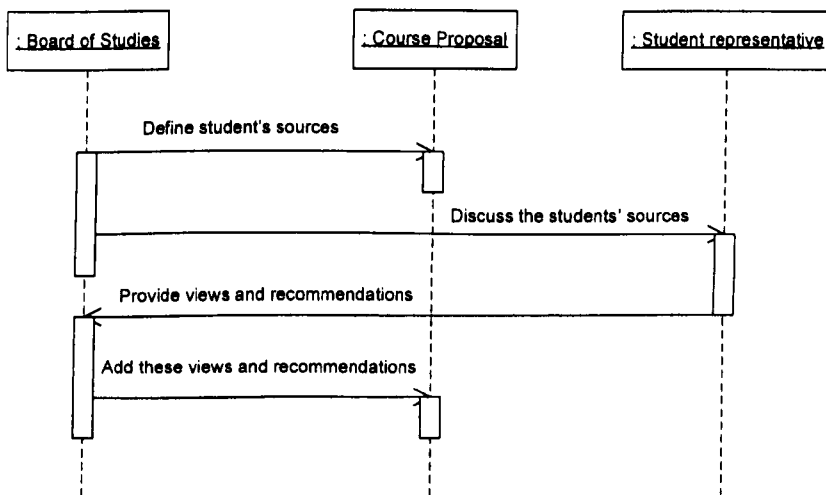 : Board of Studies
: Course Proposal
: Student representative
Define student's sources
Discuss the students' sources
Provide views and recommendations
Add these views and recommendations